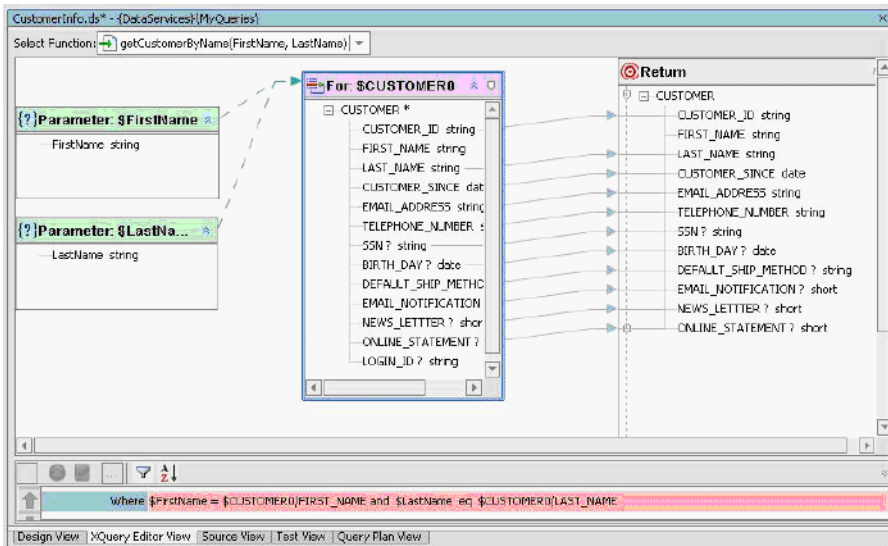 CustomerInfo.ds* - {DataServices}\MyQueries\
Select Function: getCustomerByName(FirstName, LastName)
{?}Parameter: $FirstName
FirstName string
{?}Parameter: $LastNa...
LastName string
For: $CUSTOMER0
CUSTOMER *
CUSTOMER_ID string
FIRST_NAME string
LAST_NAME string
CUSTOMER_SINCE dat
EMAIL_ADDRESS string
TELEPHONE_NUMBER s
SSN ? string
BIRTH_DAY ? date
DEFAULT_SHIP_METHO
EMAIL_NOTIFICATION
NEWS_LETTTER ? shor
ONLINE_STATEMENT ?
LOGIN_ID ? string
Return
CUSTOMER
CUSTOMER_ID string
FIRST_NAME string
LAST_NAME string
CUSTOMER_SINCE date
EMAIL_ADDRESS string
TELEPHONE_NUMBER string
SSN ? string
BIRTH_DAY ? date
DEFAULT_SHIP_METHOD ? string
EMAIL_NOTIFICATION ? short
NEWS_LETTTER ? short
ONLINE_STATEMENT ? short
Where $FirstName = $CUSTOMER0/FIRST_NAME and $LastName eq $CUSTOMER0/LAST_NAME
Design View XQuery Editor View Source View Test View Query Plan View